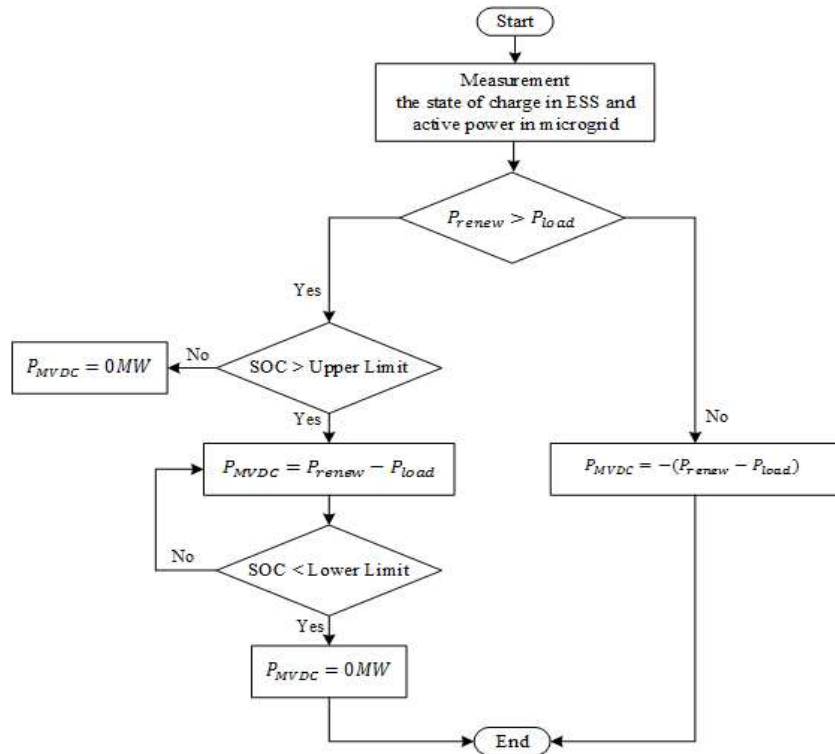 Start
Measurement
the state of charge in ESS and
active power in microgrid
P_renew > P_load
Yes
No
SOC > Upper Limit
No
P_MVDC = 0MW
Yes
P_MVDC = P_renew − P_load
P_MVDC = −(P_renew − P_load)
No
SOC < Lower Limit
Yes
P_MVDC = 0MW
End